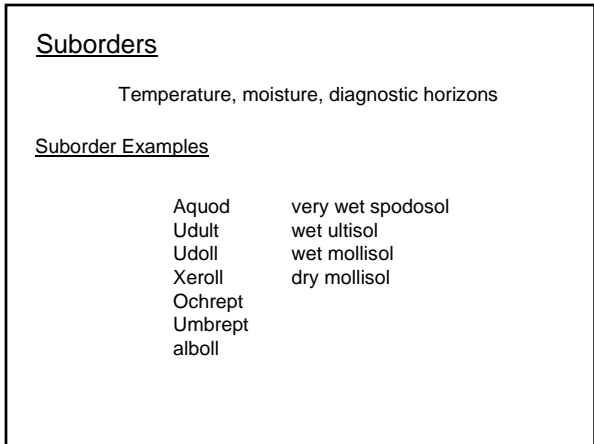 Suborders
Temperature, moisture, diagnostic horizons
Suborder Examples
Aquod very wet spodosol
Udult wet ultisol
Udoll wet mollisol
Xeroll dry mollisol
Ochrept
Umbrept
alboll